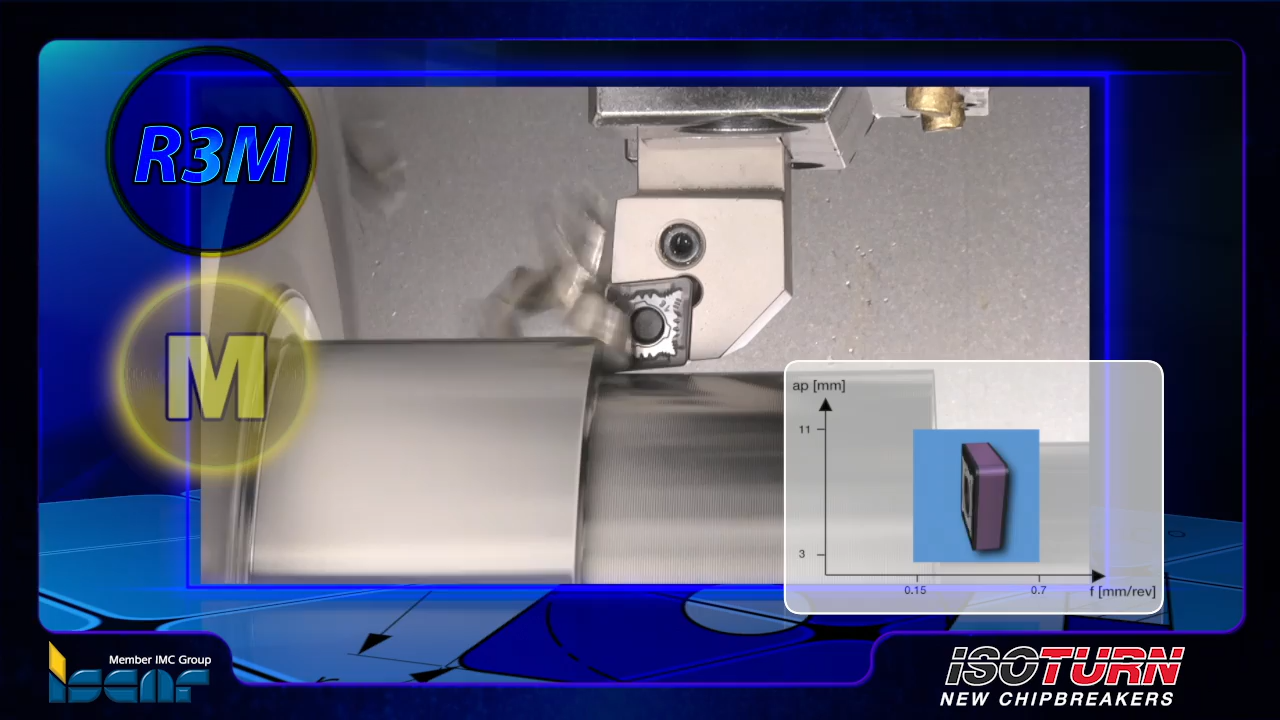 R3M
M
ap [mm]
11
3
0.15
0.7
f [mm/rev]
Member IMC Group
iscar
ISOTURN
NEW CHIPBREAKERS